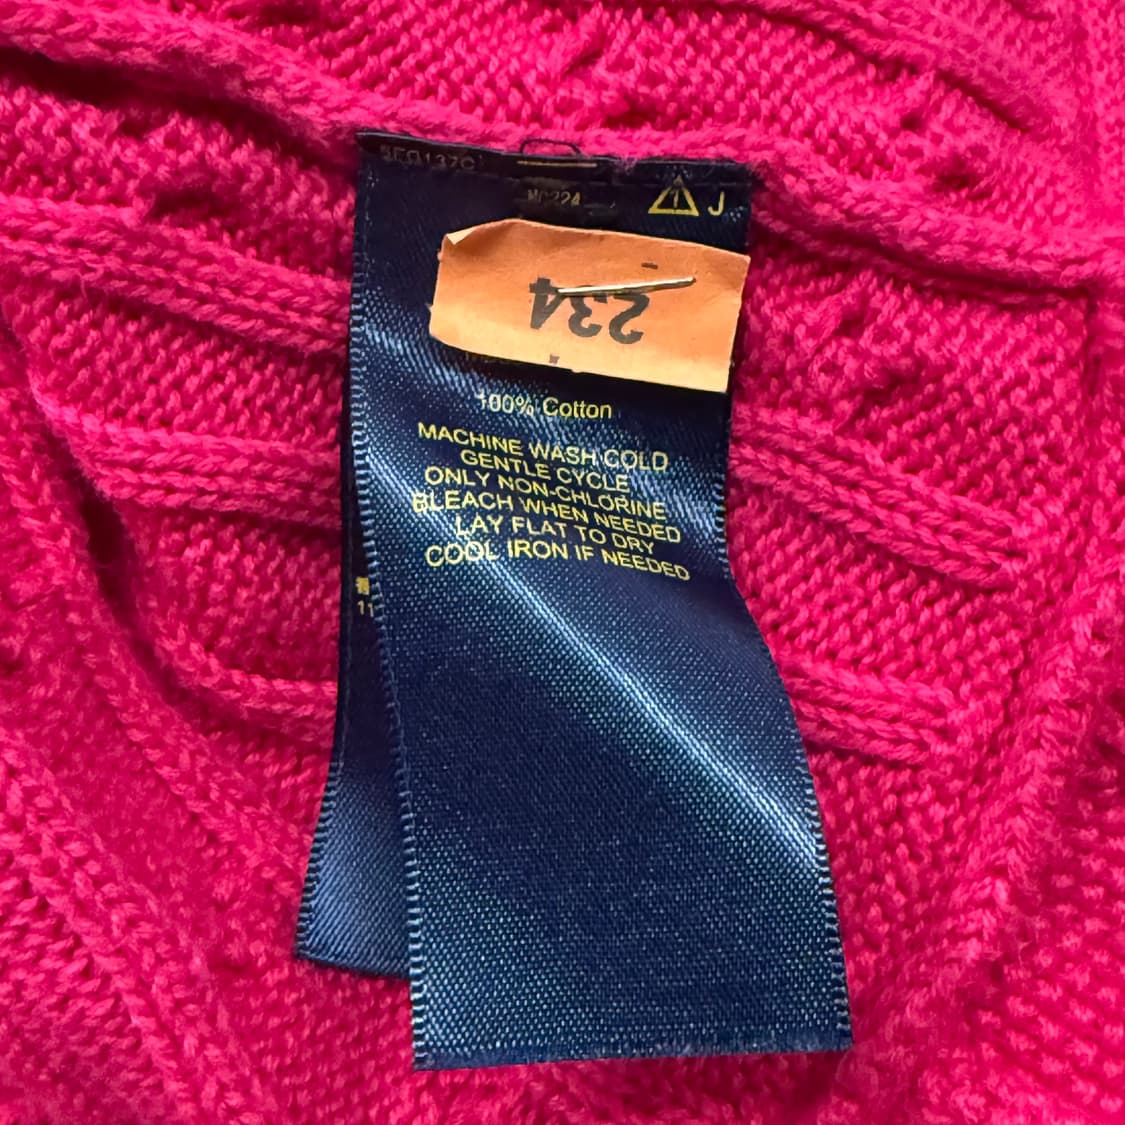 J
234
100% Cotton
MACHINE WASH COLD
GENTLE CYCLE
ONLY NON-CHLORINE
BLEACH WHEN NEEDED
LAY FLAT TO DRY
COOL IRON IF NEEDED
11